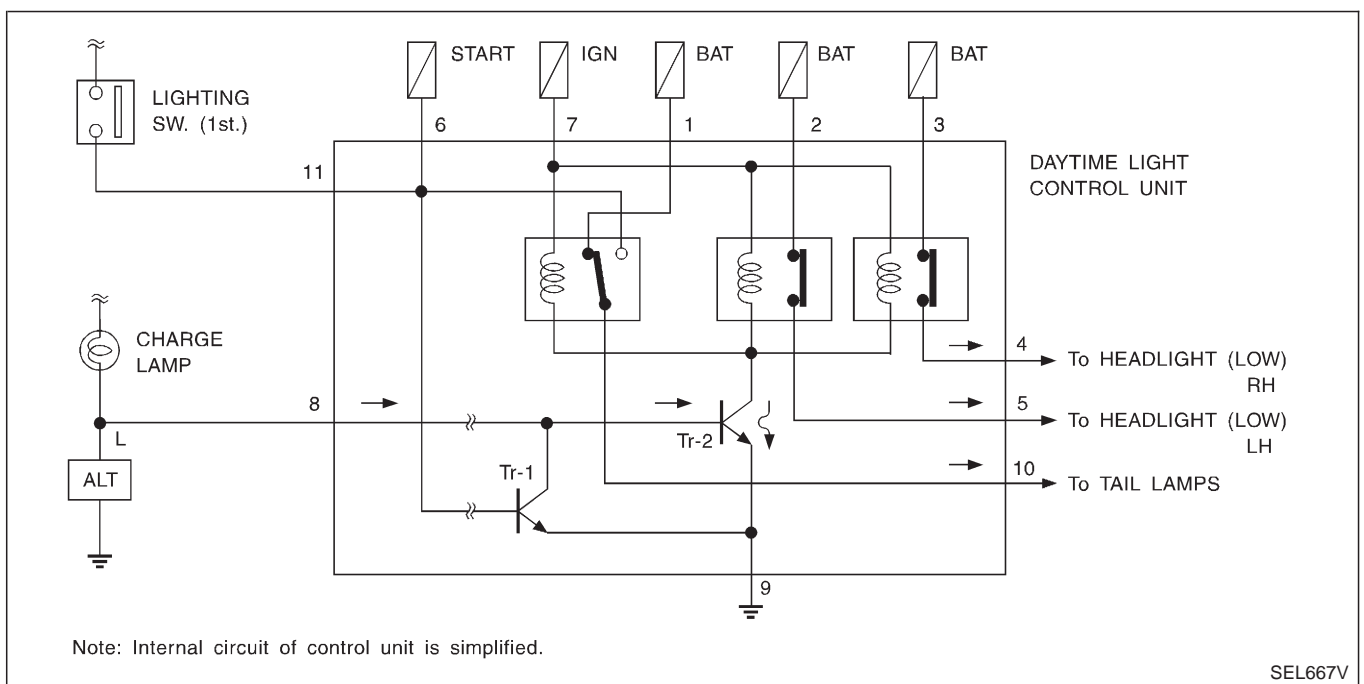 START
IGN
BAT
BAT
BAT
LIGHTING
SW. (1st.)
6
7
1
2
3
DAYTIME LIGHT
CONTROL UNIT
11
CHARGE
LAMP
4
To HEADLIGHT (LOW)
RH
8
5
To HEADLIGHT (LOW)
LH
L
Tr-2
ALT
Tr-1
10
To TAIL LAMPS
9
Note: Internal circuit of control unit is simplified.
SEL667V